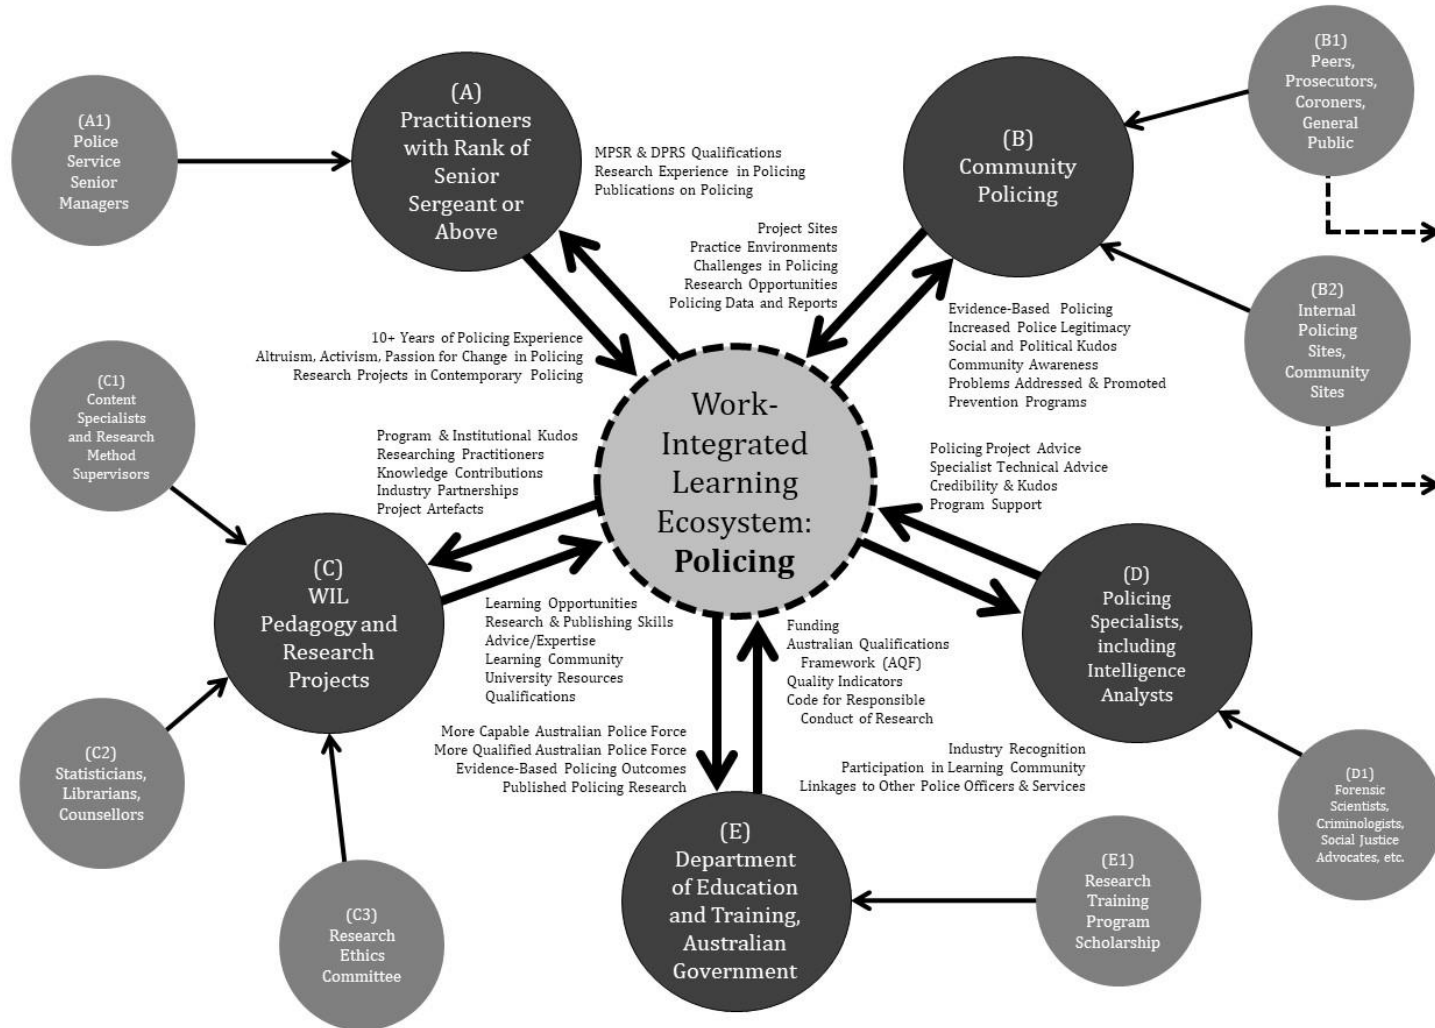 (A1)
Police
Service
Senior
Managers
(A)
Practitioners
with Rank of
Senior
Sergeant or
Above
MPSR & DPRS Qualifications
Research Experience in Policing
Publications on Policing
(B)
Community
Policing
(B1)
Peers,
Prosecutors,
Coroners,
General
Public
Project Sites
Practice Environments
Challenges in Policing
Research Opportunities
Policing Data and Reports
(B2)
Internal
Policing
Sites,
Community
Sites
10+ Years of Policing Experience
Altruism, Activism, Passion for Change in Policing
Research Projects in Contemporary Policing
Evidence-Based Policing
Increased Police Legitimacy
Social and Political Kudos
Community Awareness
Problems Addressed & Promoted
Prevention Programs
(C1)
Content
Specialists
and Research
Method
Supervisors
Program & Institutional Kudos
Researching Practitioners
Knowledge Contributions
Industry Partnerships
Project Artefacts
Work-
Integrated
Learning
Ecosystem:
Policing
Policing Project Advice
Specialist Technical Advice
Credibility & Kudos
Program Support
(C)
WIL
Pedagogy and
Research
Projects
Learning Opportunities
Research & Publishing Skills
Advice/Expertise
Learning Community
University Resources
Qualifications
Funding
Australian Qualifications
Framework (AQF)
Quality Indicators
Code for Responsible
Conduct of Research
(D)
Policing
Specialists,
including
Intelligence
Analysts
(C2)
Statisticians,
Librarians,
Counsellors
More Capable Australian Police Force
More Qualified Australian Police Force
Evidence-Based Policing Outcomes
Published Policing Research
Industry Recognition
Participation in Learning Community
Linkages to Other Police Officers & Services
(D1)
Forensic
Scientists,
Criminologists,
Social Justice
Advocates, etc.
(C3)
Research
Ethics
Committee
(E)
Department
of Education
and Training,
Australian
Government
(E1)
Research
Training
Program
Scholarship